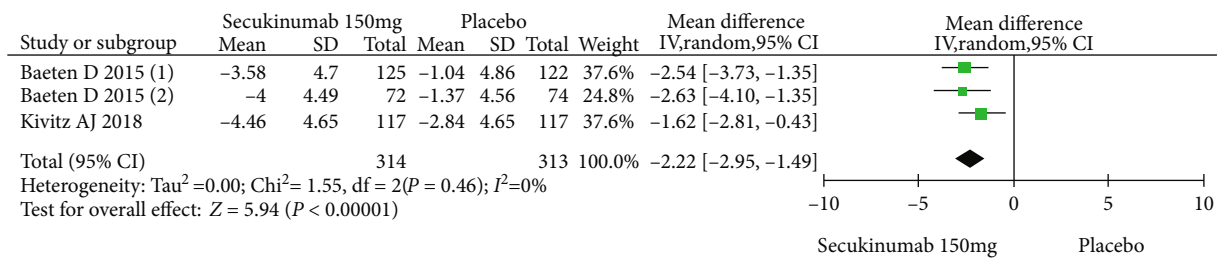 Secukinumab 150mg Placebo Mean difference Mean difference
Study or subgroup Mean SD Total Mean SD Total Weight IV,random,95% CI IV,random,95% CI
Baeten D 2015 (1) –3.58 4.7 125 –1.04 4.86 122 37.6% –2.54 [–3.73, –1.35]
Baeten D 2015 (2) –4 4.49 72 –1.37 4.56 74 24.8% –2.63 [–4.10, –1.35]
Kivitz AJ 2018 –4.46 4.65 117 –2.84 4.65 117 37.6% –1.62 [–2.81, –0.43]
Total (95% CI) 314 313 100.0% –2.22 [–2.95, –1.49]
Heterogeneity: Tau² =0.00; Chi²= 1.55, df = 2(P = 0.46); I²=0%
Test for overall effect: Z = 5.94 (P < 0.00001)
–10 –5 0 5 10
Secukinumab 150mg Placebo